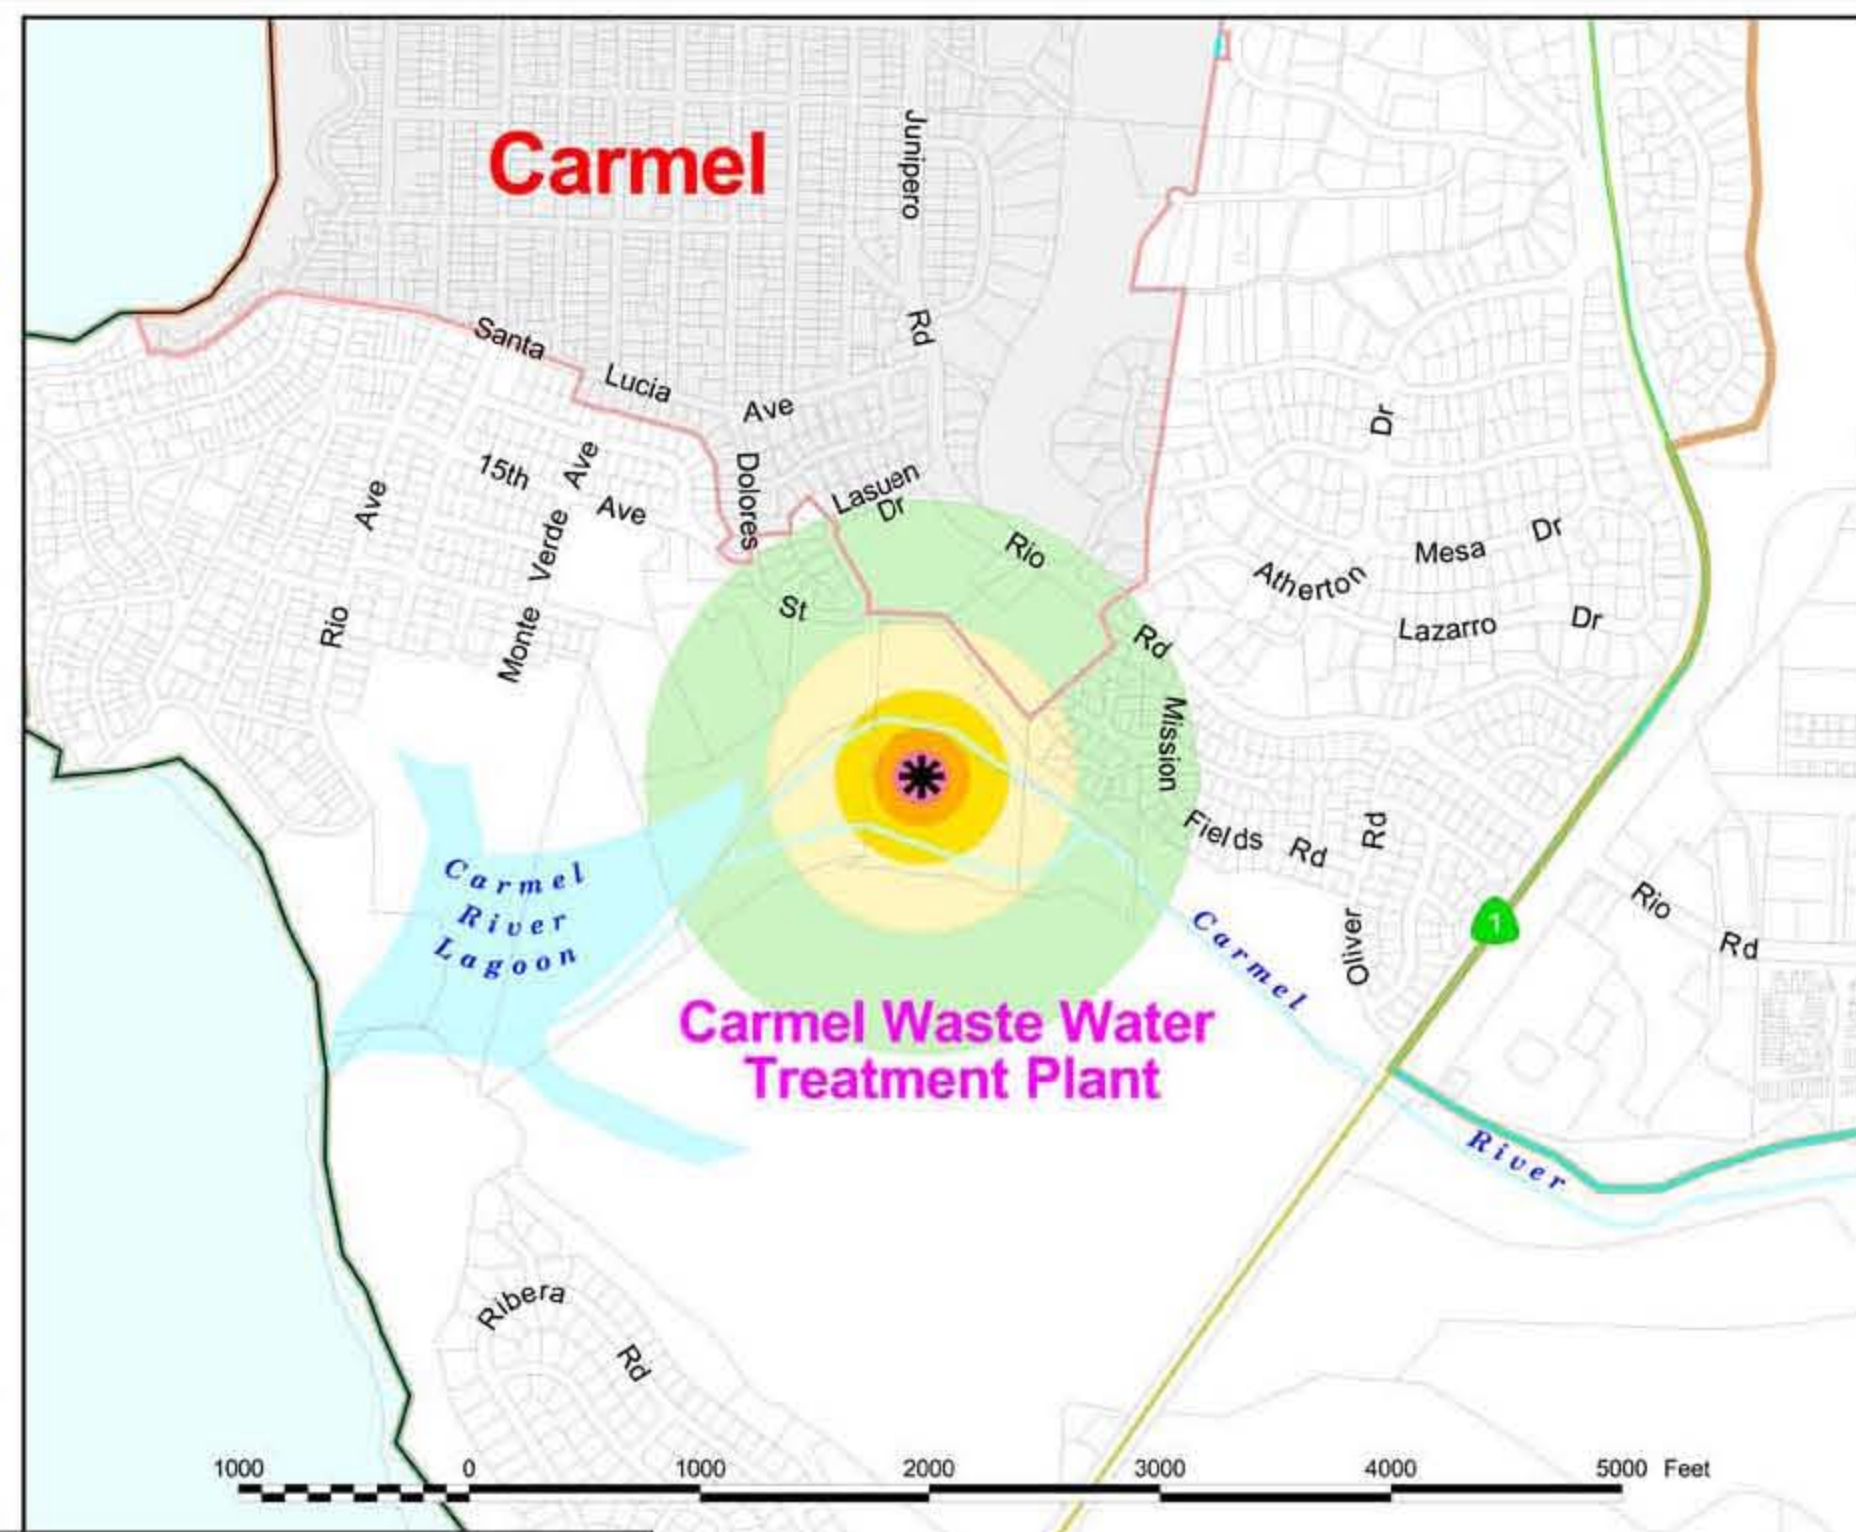 Carmel
Junipero
Rd
Santa
Lucia
Ave
15th
Ave
Ave
Rio
Monte Verde
Ave
Dolores
St
Lasuen
Dr
Rio
Rd
Dr
Mesa
Dr
Atherton
Lazarro
Dr
Mission
Fields Rd
Rd
Oliver
1
Rio
Rd
Carmel
River
Lagoon
Carmel
River
Carmel Waste Water
Treatment Plant
Ribera
Rd
1000 0 1000 2000 3000 4000 5000 Feet